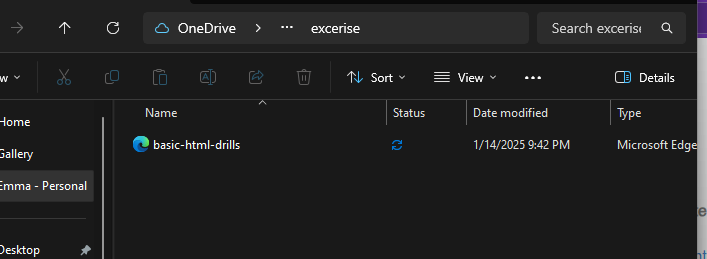 OneDrive > ... excerise
Search excerise
Sort
View
...
Details
Name
Status
Date modified
Type
Home
Gallery
Emma - Personal
Desktop
basic-html-drills
1/14/2025 9:42 PM
Microsoft Edge